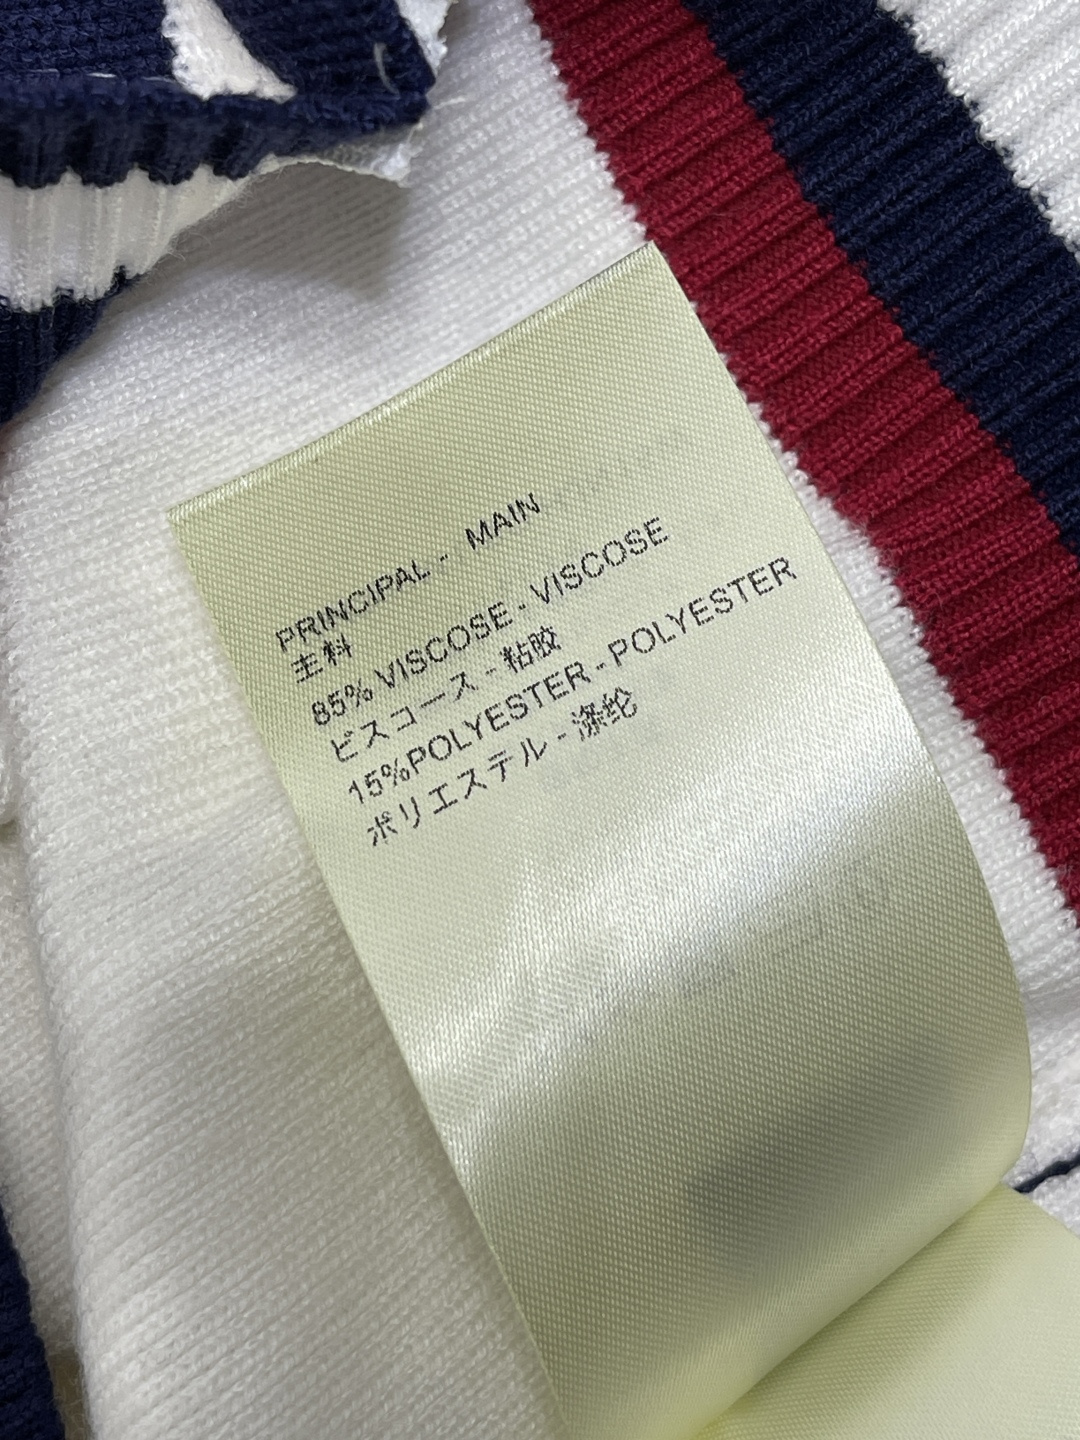 PRINCIPAL - MAIN
主料
85% VISCOSE - VISCOSE
ビスコース - 粘胶
15%POLYESTER - POLYESTER
ポリエステル - 涤纶